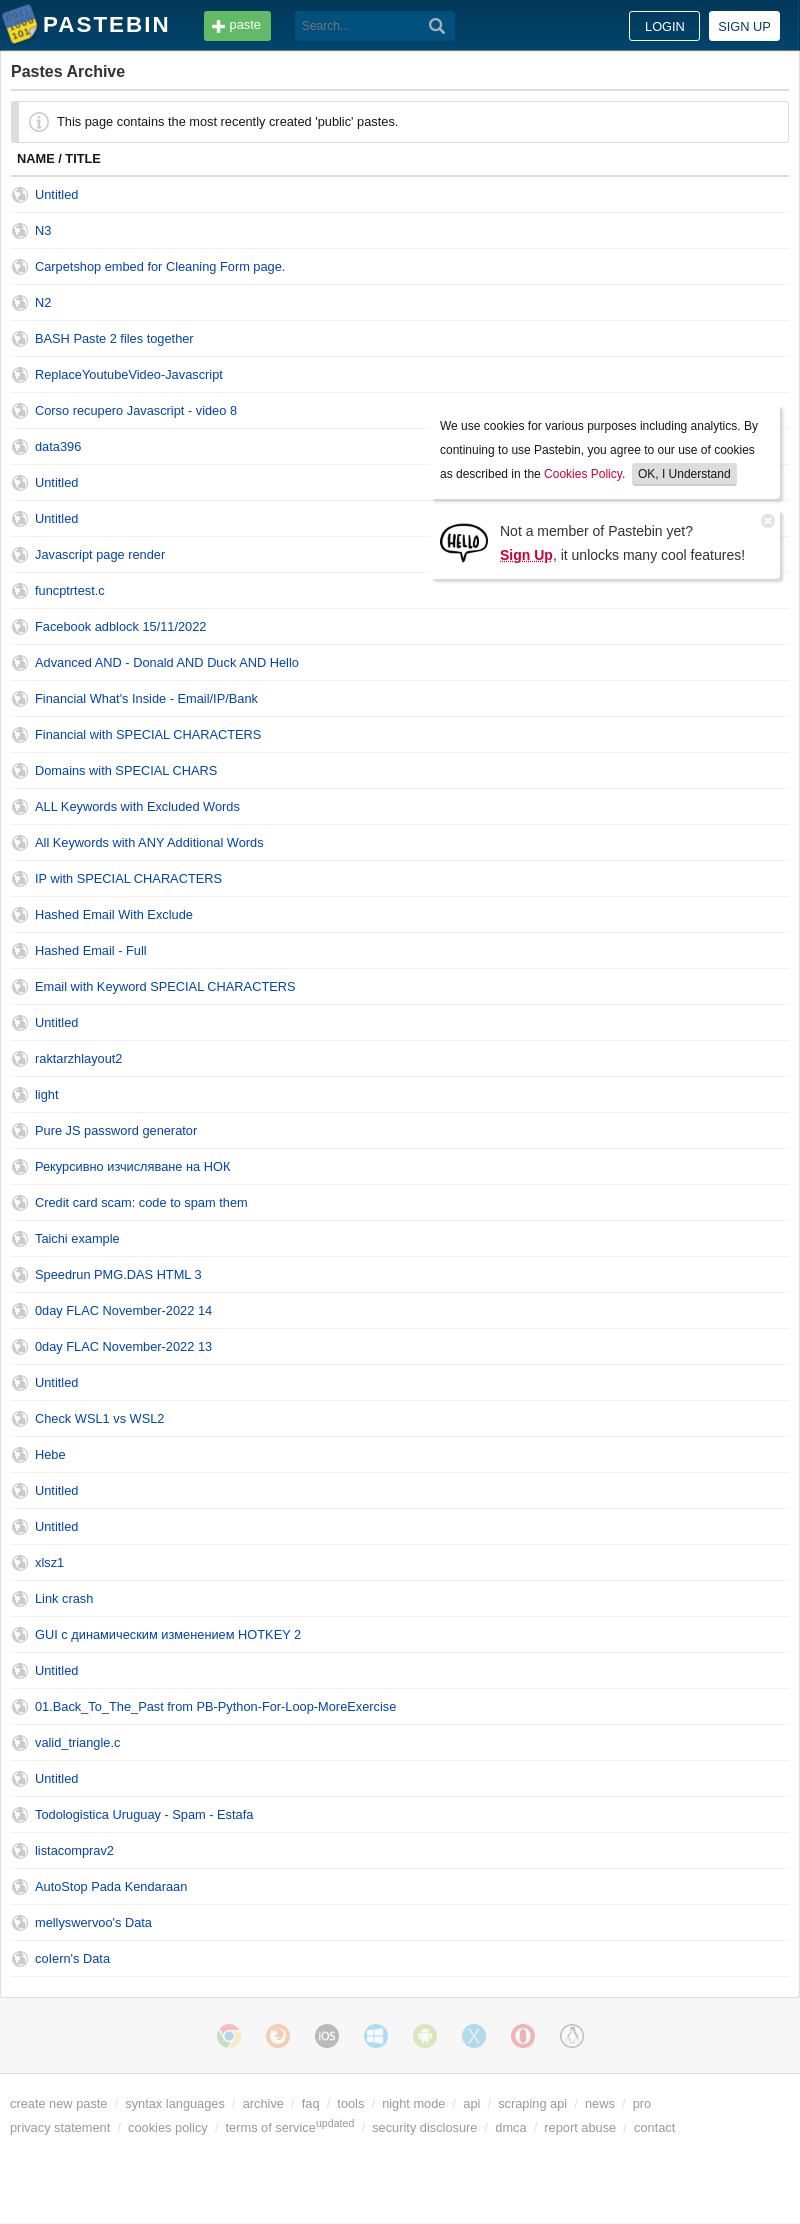 PASTEBIN
paste
Search...
LOGIN
SIGN UP
Pastes Archive
This page contains the most recently created 'public' pastes.
NAME / TITLE
Untitled
N3
Carpetshop embed for Cleaning Form page.
N2
BASH Paste 2 files together
ReplaceYoutubeVideo-Javascript
Corso recupero Javascript - video 8
data396
Untitled
Untitled
Javascript page render
funcptrtest.c
We use cookies for various purposes including analytics. By
continuing to use Pastebin, you agree to our use of cookies
as described in the Cookies Policy. OK, I Understand
HELLO
Not a member of Pastebin yet?
Sign Up, it unlocks many cool features!
Facebook adblock 15/11/2022
Advanced AND - Donald AND Duck AND Hello
Financial What's Inside - Email/IP/Bank
Financial with SPECIAL CHARACTERS
Domains with SPECIAL CHARS
ALL Keywords with Excluded Words
All Keywords with ANY Additional Words
IP with SPECIAL CHARACTERS
Hashed Email With Exclude
Hashed Email - Full
Email with Keyword SPECIAL CHARACTERS
Untitled
raktarzhlayout2
light
Pure JS password generator
Рекурсивно изчисляване на НОК
Credit card scam: code to spam them
Taichi example
Speedrun PMG.DAS HTML 3
0day FLAC November-2022 14
0day FLAC November-2022 13
Untitled
Check WSL1 vs WSL2
Hebe
Untitled
Untitled
xlsz1
Link crash
GUI с динамическим изменением HOTKEY 2
Untitled
01.Back_To_The_Past from PB-Python-For-Loop-MoreExercise
valid_triangle.c
Untitled
Todologistica Uruguay - Spam - Estafa
listacomprav2
AutoStop Pada Kendaraan
mellyswervoo's Data
colern's Data
iOS
create new paste / syntax languages / archive / faq / tools / night mode / api / scraping api / news / pro
privacy statement / cookies policy / terms of serviceupdated / security disclosure / dmca / report abuse / contact